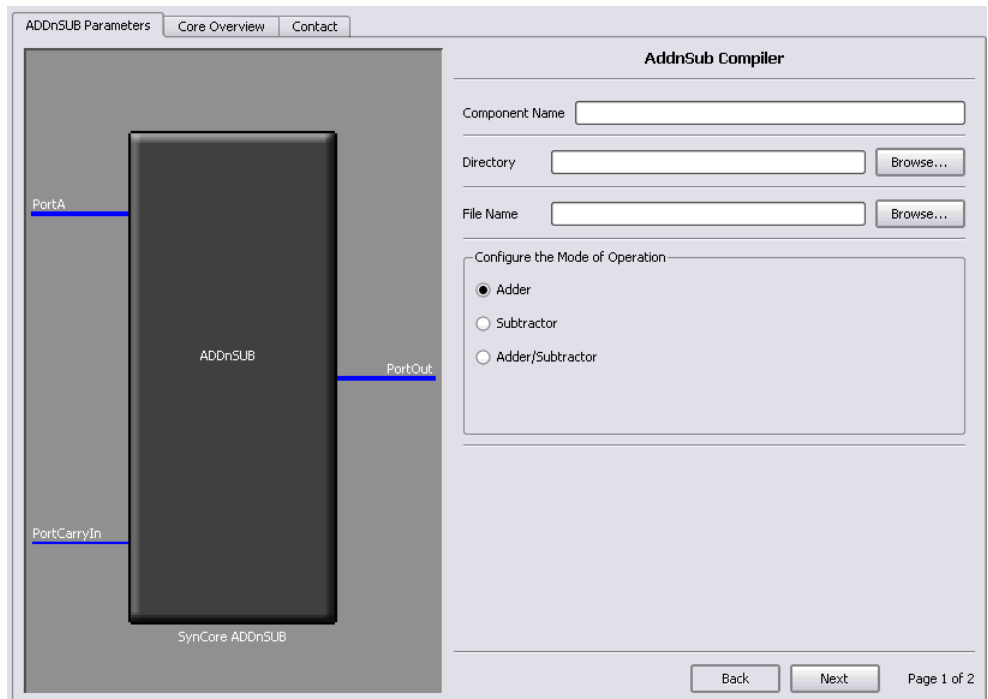 ADDnSUB Parameters
Core Overview
Contact
PortA
ADDnSUB
PortOut
PortCarryIn
SynCore ADDnSUB
AddnSub Compiler
Component Name
Directory
Browse...
File Name
Browse...
Configure the Mode of Operation
Adder
Subtractor
Adder/Subtractor
Back
Next
Page 1 of 2